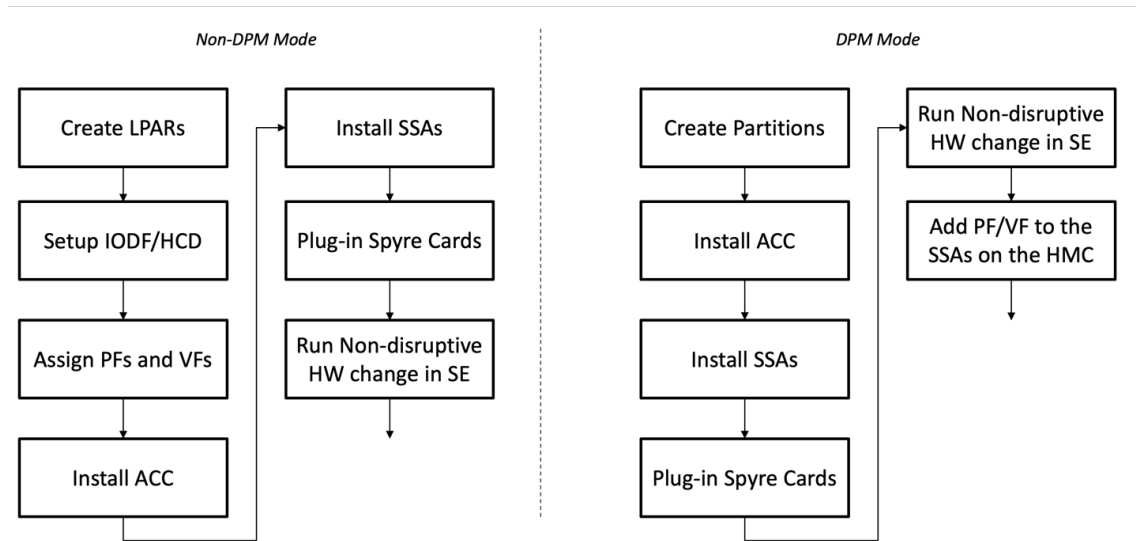 Non-DPM Mode
Create LPARs
Setup IODF/HCD
Assign PFs and VFs
Install ACC
Install SSAs
Plug-in Spyre Cards
Run Non-disruptive
HW change in SE
DPM Mode
Create Partitions
Install ACC
Install SSAs
Plug-in Spyre Cards
Run Non-disruptive
HW change in SE
Add PF/VF to the
SSAs on the HMC